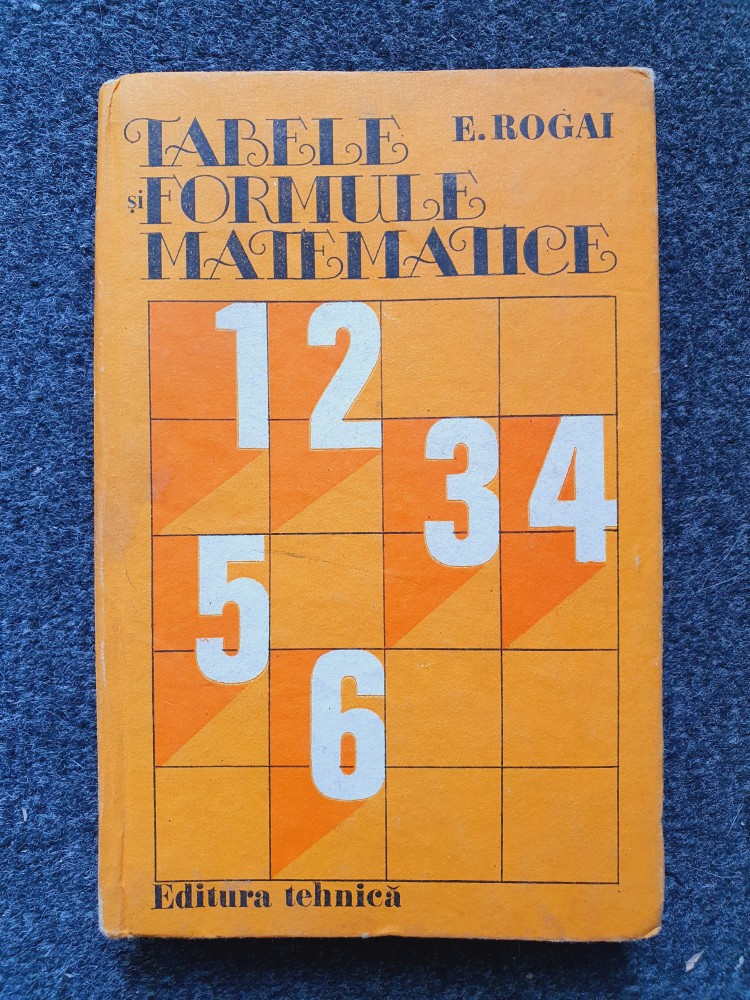 TABELE
E. ROGAI
și FORMULE
MATEMATICE
1 2
3 4
5
6
Editura tehnică